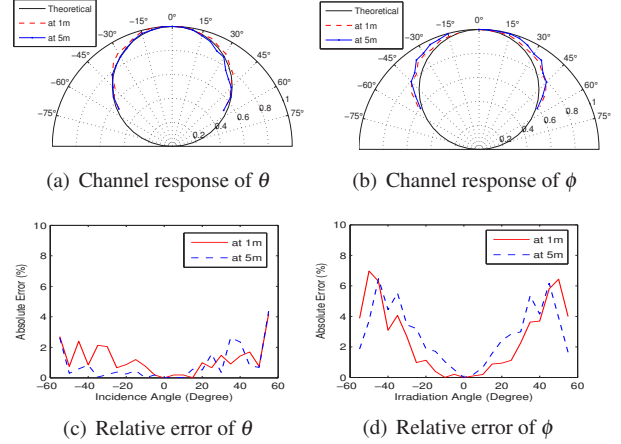 Theoretical
at 1m
at 5m
0°
-15° 15°
-30° 30°
-45° 45°
-60° 60°
-75° 75°
0.2 0.4 0.6 0.8 1
(a) Channel response of θ
Theoretical
at 1m
at 5m
0°
-15° 15°
-30° 30°
-45° 45°
-60° 60°
-75° 75°
0.2 0.4 0.6 0.8 1
(b) Channel response of ϕ
Absolute Error (%)
10
8
6
4
2
0
at 1m
at 5m
-60 -40 -20 0 20 40 60
Incidence Angle (Degree)
(c) Relative error of θ
Absolute Error (%)
10
8
6
4
2
0
at 1m
at 5m
-60 -40 -20 0 20 40 60
Irradiation Angle (Degree)
(d) Relative error of ϕ